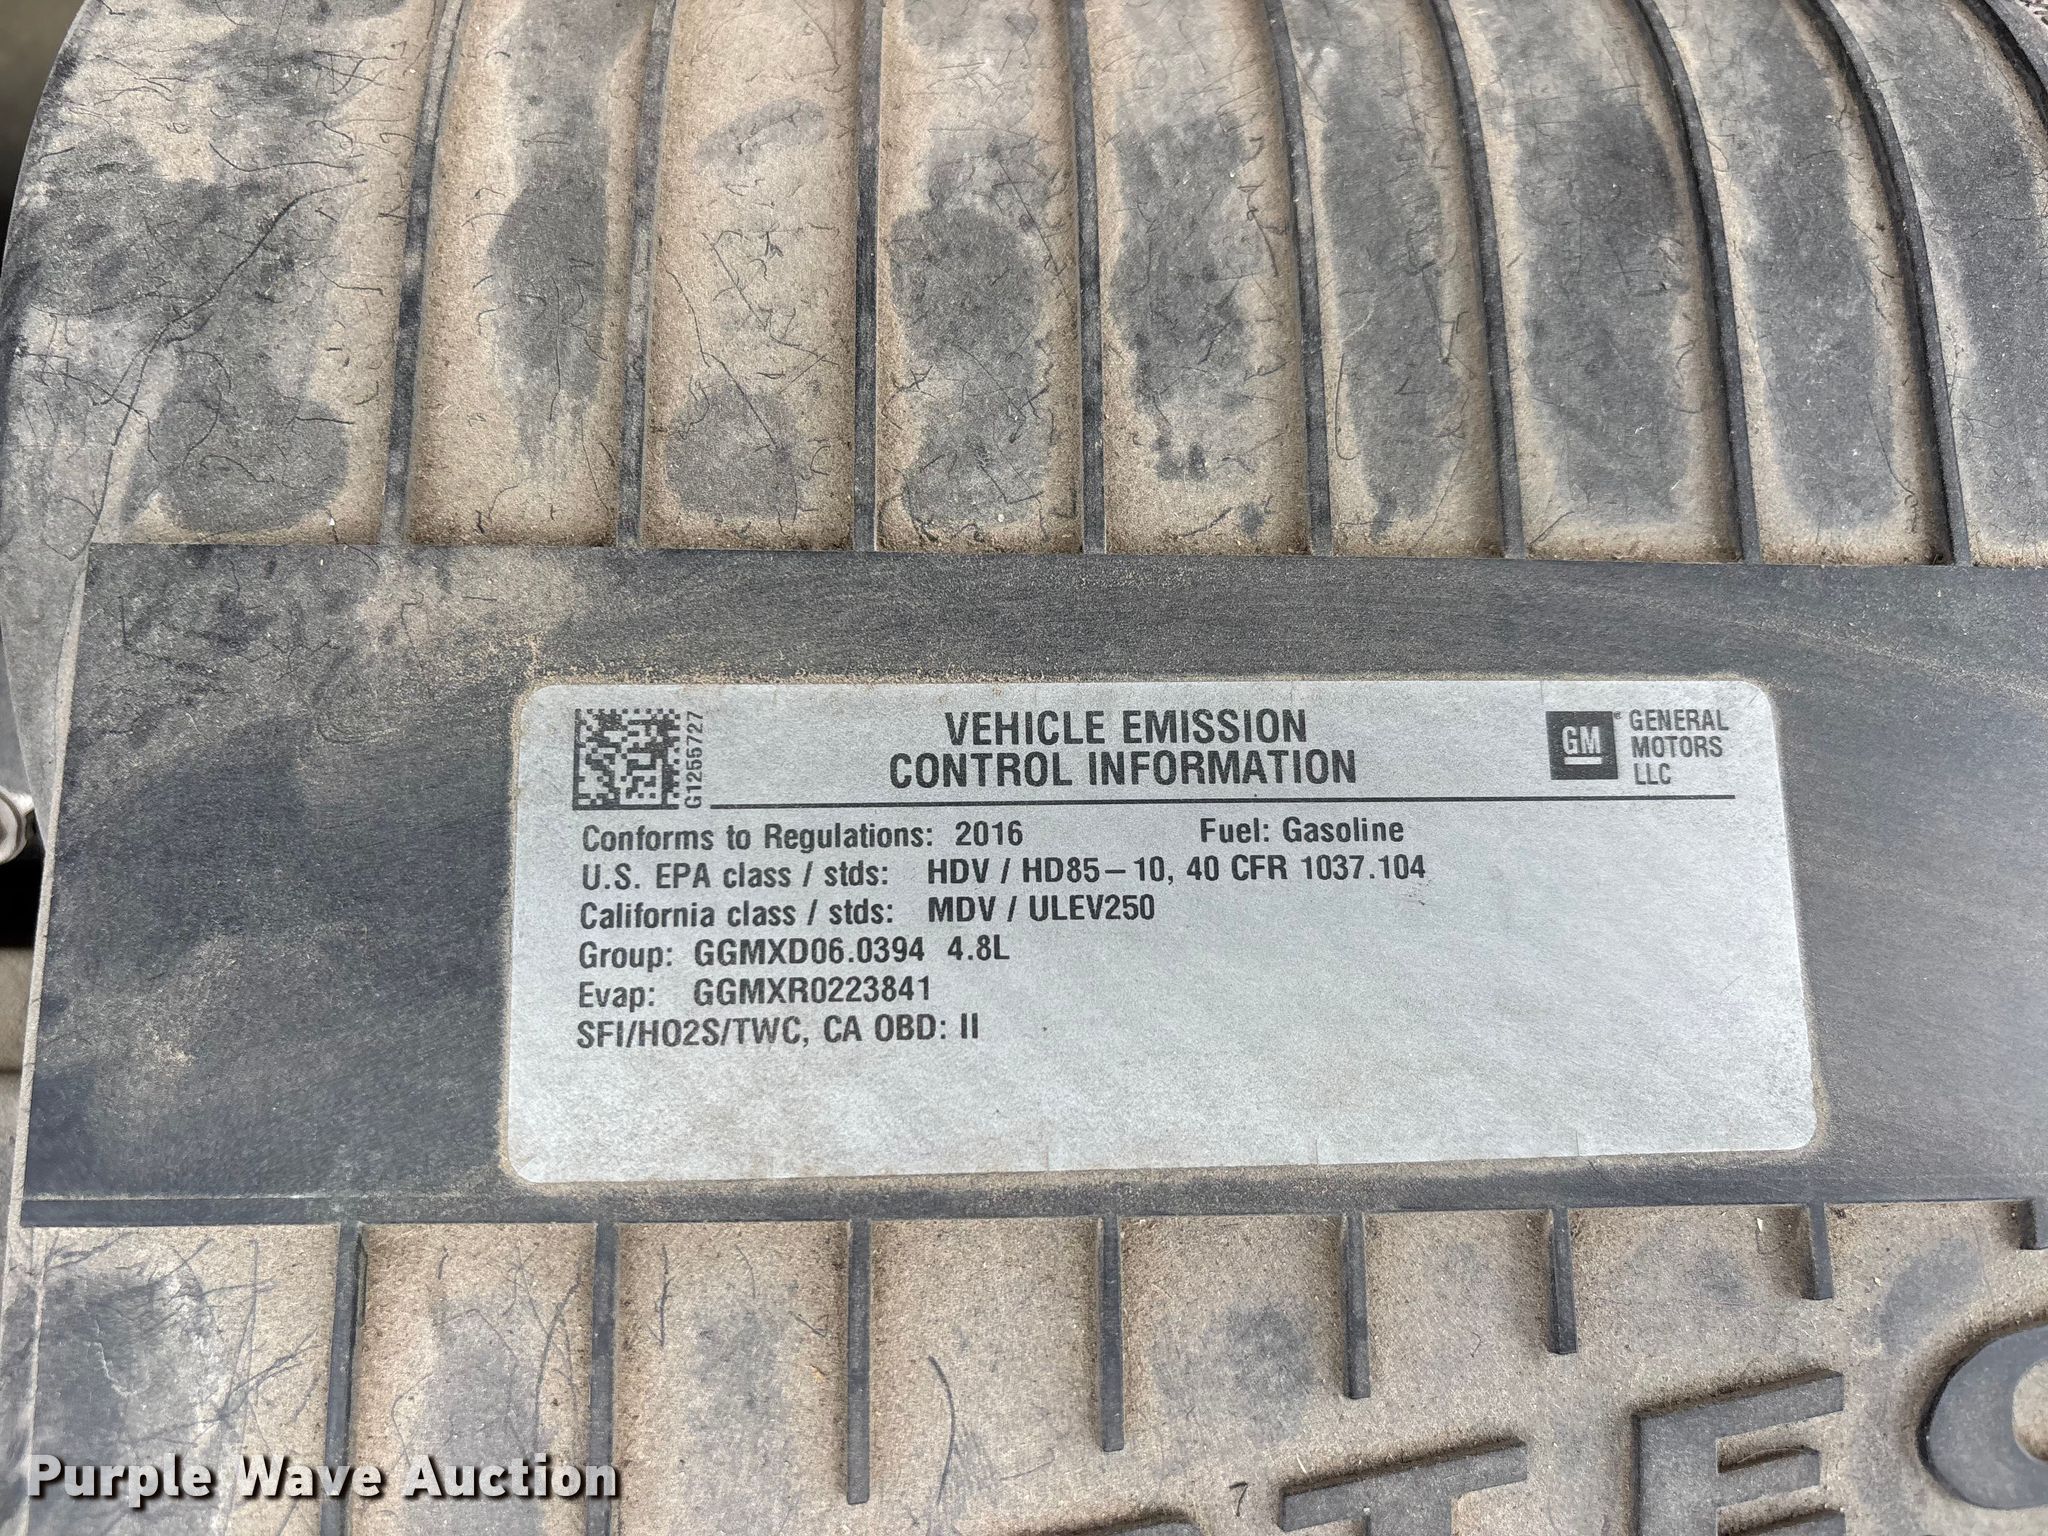 G1255727
VEHICLE EMISSION
CONTROL INFORMATION
GM
GENERAL
MOTORS
LLC
Conforms to Regulations: 2016 Fuel: Gasoline
U.S. EPA class / stds: HDV / HD85-10, 40 CFR 1037.104
California class / stds: MDV / ULEV250
Group: GGMXD06.0394 4.8L
Evap: GGMXR0223841
SFI/HO2S/TWC, CA OBD: II
7
Purple Wave Auction